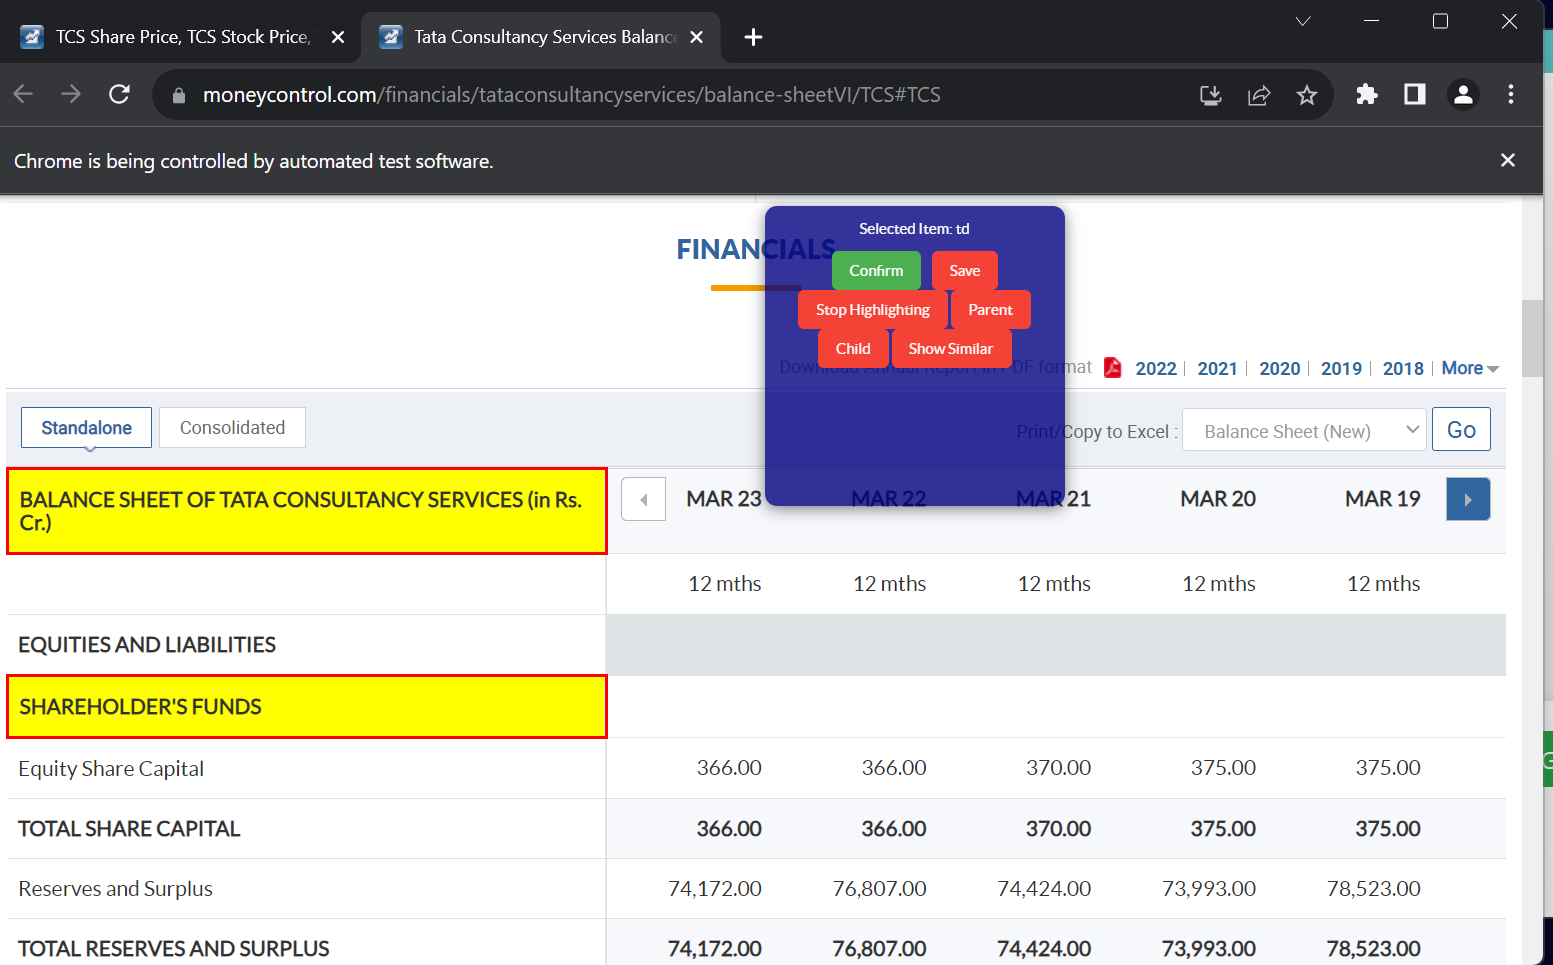 TCS Share Price, TCS Stock Price,
Tata Consultancy Services Balance
moneycontrol.com/financials/tataconsultancyservices/balance-sheetVI/TCS#TCS
Chrome is being controlled by automated test software.
FINANCIALS
Selected Item: td
Confirm Save
Stop Highlighting Parent
Child Show Similar
Download Annual Report in PDF format 2022 2021 2020 2019 2018 More
Standalone Consolidated Print/Copy to Excel : Balance Sheet (New) Go
BALANCE SHEET OF TATA CONSULTANCY SERVICES (in Rs. Cr.) MAR 23 MAR 22 MAR 21 MAR 20 MAR 19
12 mths 12 mths 12 mths 12 mths 12 mths
EQUITIES AND LIABILITIES
SHAREHOLDER'S FUNDS
Equity Share Capital 366.00 366.00 370.00 375.00 375.00
TOTAL SHARE CAPITAL 366.00 366.00 370.00 375.00 375.00
Reserves and Surplus 74,172.00 76,807.00 74,424.00 73,993.00 78,523.00
TOTAL RESERVES AND SURPLUS 74,172.00 76,807.00 74,424.00 73,993.00 78,523.00